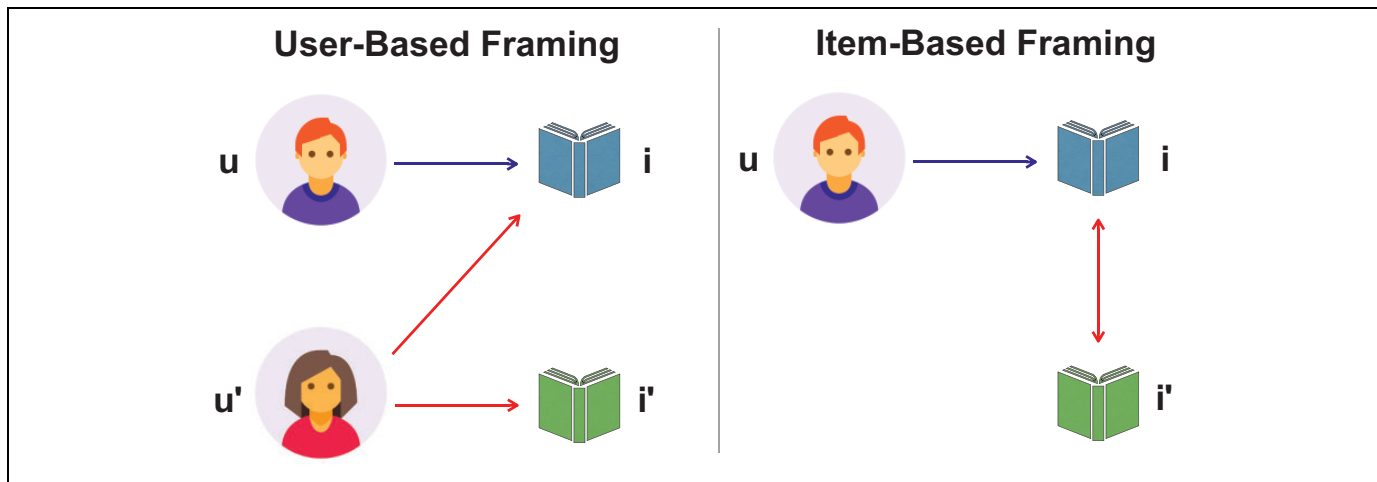 User-Based Framing
u
i
u'
i'
Item-Based Framing
u
i
i'